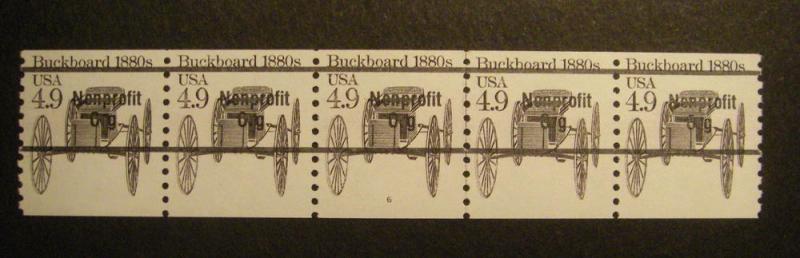 Buckboard 1880s Buckboard 1880s Buckboard 1880s Buckboard 1880s Buckboard 1880s
USA USA USA USA USA
4.9 Nonprofit 4.9 Nonprofit 4.9 Nonprofit 4.9 Nonprofit 4.9 Nonprofit
Org Org Org Org Org
6